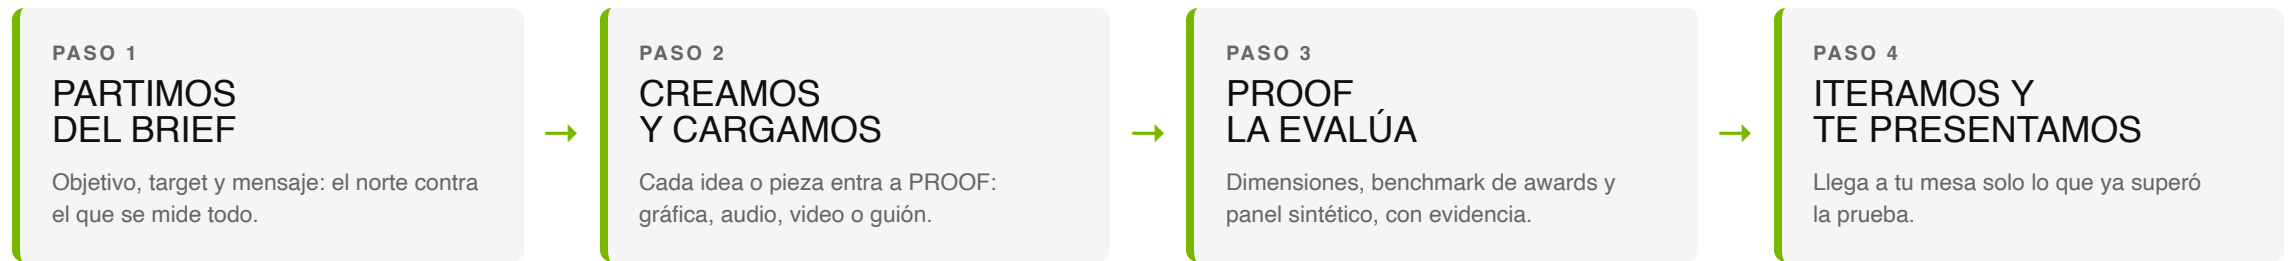 PASO 1
PARTIMOS
DEL BRIEF
Objetivo, target y mensaje: el norte contra
el que se mide todo.
→
PASO 2
CREAMOS
Y CARGAMOS
Cada idea o pieza entra a PROOF:
gráfica, audio, video o guión.
→
PASO 3
PROOF
LA EVALÚA
Dimensiones, benchmark de awards y
panel sintético, con evidencia.
→
PASO 4
ITERAMOS Y
TE PRESENTAMOS
Llega a tu mesa solo lo que ya superó
la prueba.